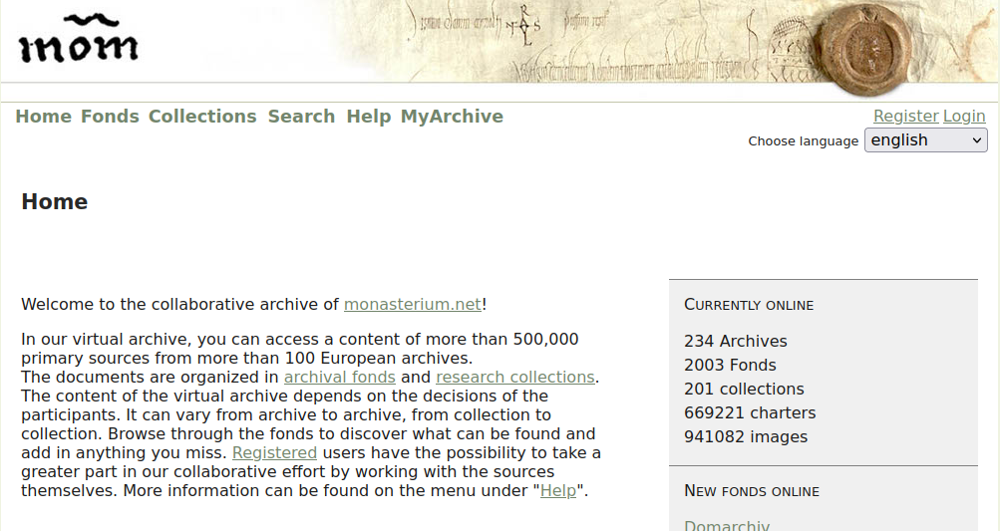 mom
Home Fonds Collections Search Help MyArchive
Register Login
Choose language english
Home
Welcome to the collaborative archive of monasterium.net!
In our virtual archive, you can access a content of more than 500,000
primary sources from more than 100 European archives.
The documents are organized in archival fonds and research collections.
The content of the virtual archive depends on the decisions of the
participants. It can vary from archive to archive, from collection to
collection. Browse through the fonds to discover what can be found and
add in anything you miss. Registered users have the possibility to take a
greater part in our collaborative effort by working with the sources
themselves. More information can be found on the menu under "Help".
CURRENTLY ONLINE
234 Archives
2003 Fonds
201 collections
669221 charters
941082 images
NEW FONDS ONLINE
Domarchiv